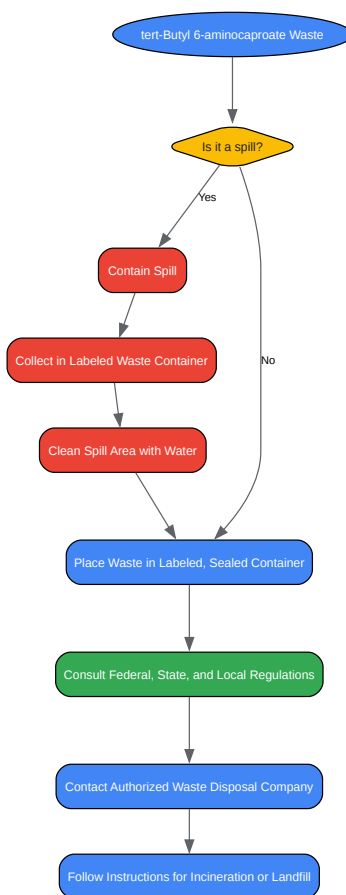 tert-Butyl 6-aminocaproate Waste
Is it a spill?
Yes
Contain Spill
Collect in Labeled Waste Container
No
Clean Spill Area with Water
Place Waste in Labeled, Sealed Container
Consult Federal, State, and Local Regulations
Contact Authorized Waste Disposal Company
Follow Instructions for Incineration or Landfill